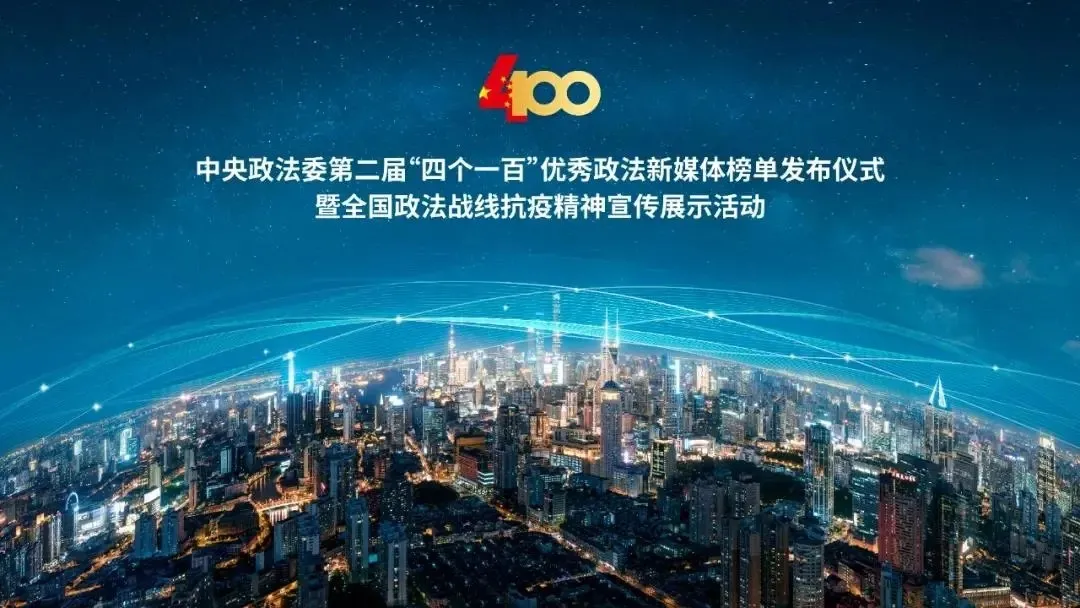 4100
中央政法委第二届“四个一百”优秀政法新媒体榜单发布仪式
暨全国政法战线抗疫精神宣传展示活动